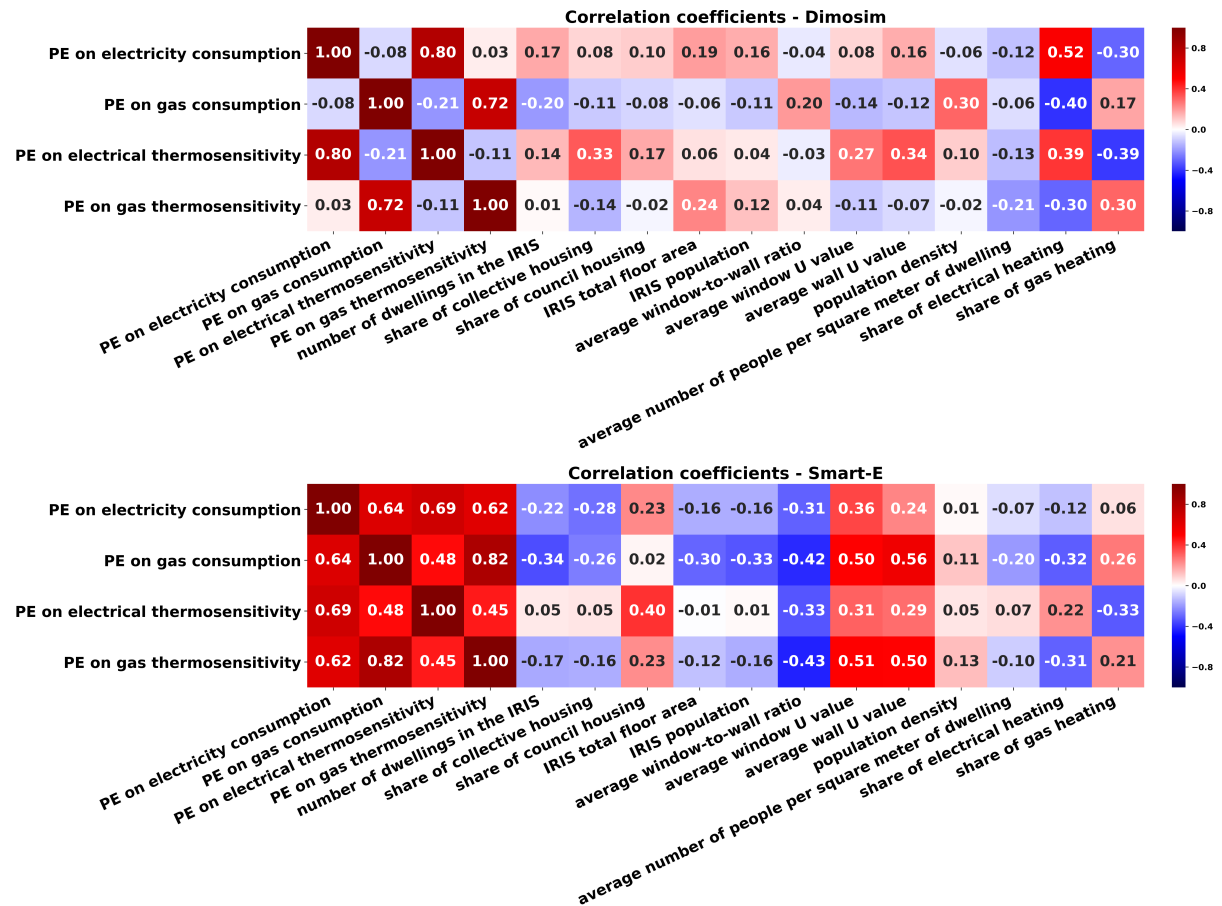 Correlation coefficients - Dimosim
PE on electricity consumption 1.00 -0.08 0.80 0.03 0.17 0.08 0.10 0.19 0.16 -0.04 0.08 0.16 -0.06 -0.12 0.52 -0.30
PE on gas consumption -0.08 1.00 -0.21 0.72 -0.20 -0.11 -0.08 -0.06 -0.11 0.20 -0.14 -0.12 0.30 -0.06 -0.40 0.17
PE on electrical thermosensitivity 0.80 -0.21 1.00 -0.11 0.14 0.33 0.17 0.06 0.04 -0.03 0.27 0.34 0.10 -0.13 0.39 -0.39
PE on gas thermosensitivity 0.03 0.72 -0.11 1.00 0.01 -0.14 -0.02 0.24 0.12 0.04 -0.11 -0.07 -0.02 -0.21 -0.30 0.30
0.8
0.4
0.0
−0.4
−0.8
PE on electricity consumption
PE on gas consumption
PE on electrical thermosensitivity
PE on gas thermosensitivity
number of dwellings in the IRIS
share of collective housing
share of council housing
IRIS total floor area
IRIS population
average window-to-wall ratio
average window U value
average wall U value
population density
average number of people per square meter of dwelling
share of electrical heating
share of gas heating
Correlation coefficients - Smart-E
PE on electricity consumption 1.00 0.64 0.69 0.62 -0.22 -0.28 0.23 -0.16 -0.16 -0.31 0.36 0.24 0.01 -0.07 -0.12 0.06
PE on gas consumption 0.64 1.00 0.48 0.82 -0.34 -0.26 0.02 -0.30 -0.33 -0.42 0.50 0.56 0.11 -0.20 -0.32 0.26
PE on electrical thermosensitivity 0.69 0.48 1.00 0.45 0.05 0.05 0.40 -0.01 0.01 -0.33 0.31 0.29 0.05 0.07 0.22 -0.33
PE on gas thermosensitivity 0.62 0.82 0.45 1.00 -0.17 -0.16 0.23 -0.12 -0.16 -0.43 0.51 0.50 0.13 -0.10 -0.31 0.21
0.8
0.4
0.0
−0.4
−0.8
PE on electricity consumption
PE on gas consumption
PE on electrical thermosensitivity
PE on gas thermosensitivity
number of dwellings in the IRIS
share of collective housing
share of council housing
IRIS total floor area
IRIS population
average window-to-wall ratio
average window U value
average wall U value
population density
average number of people per square meter of dwelling
share of electrical heating
share of gas heating